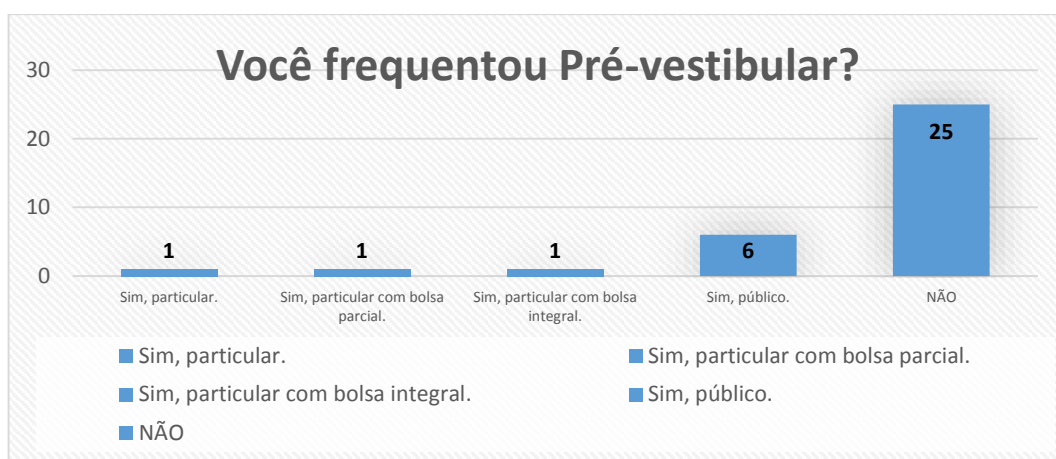 Você frequentou Pré-vestibular?
30
20
10
0
1
1
1
6
25
Sim, particular.
Sim, particular com bolsa
parcial.
Sim, particular com bolsa
integral.
Sim, público.
NÃO
Sim, particular.
Sim, particular com bolsa parcial.
Sim, particular com bolsa integral.
Sim, público.
NÃO